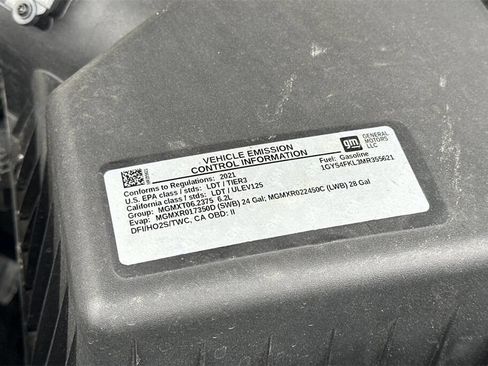 VEHICLE EMISSION
CONTROL INFORMATION
gm
GENERAL
MOTORS
LLC
Fuel: Gasoline
1GYS4FKL3MR355621
Conforms to Regulations: 2021
U.S. EPA class / stds: LDT / TIER3
California class / stds: LDT / ULEV125
Group: MGMXT06.2375 6.2L
Evap: MGMXR017350D (SWB) 24 Gal; MGMXR022450C (LWB) 28 Gal
DFI/HO2S/TWC, CA OBD: II